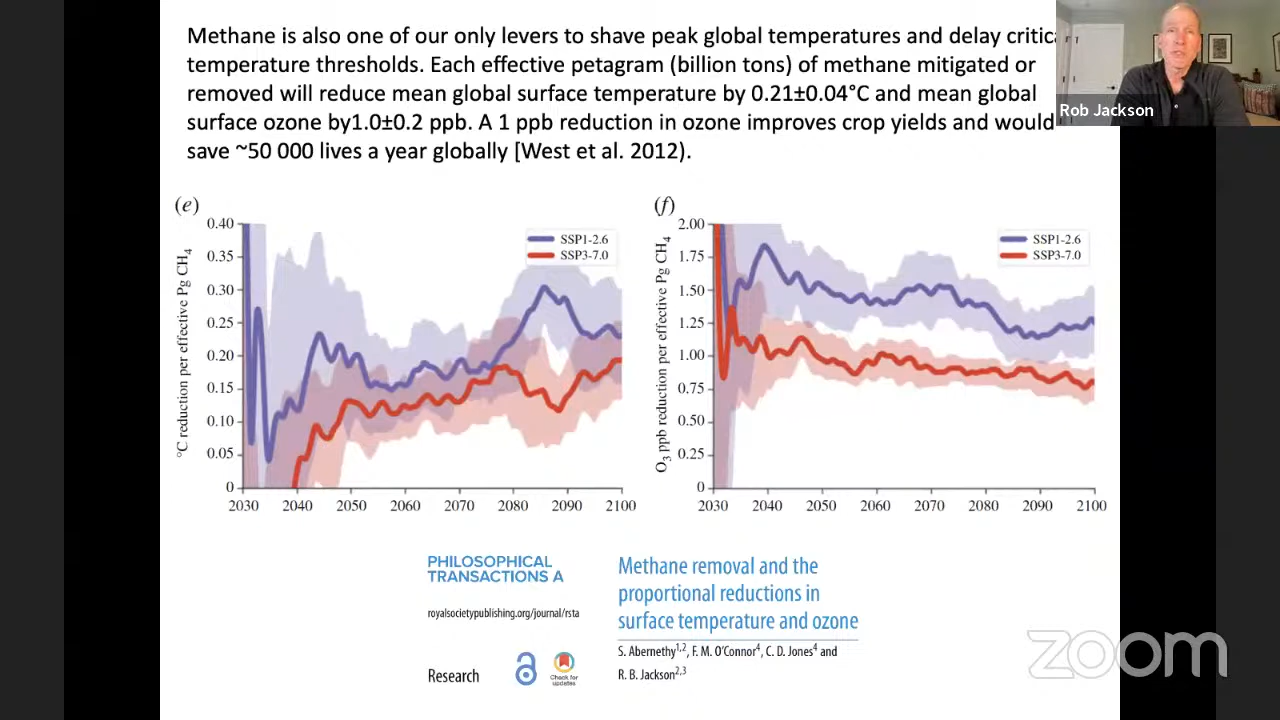 Methane is also one of our only levers to shave peak global temperatures and delay critic
temperature thresholds. Each effective petagram (billion tons) of methane mitigated or
removed will reduce mean global surface temperature by 0.21±0.04°C and mean global
surface ozone by1.0±0.2 ppb. A 1 ppb reduction in ozone improves crop yields and would
save ~50 000 lives a year globally [West et al. 2012).
Rob Jackson
(e)
°C reduction per effective Pg CH4
0.40
0.35
0.30
0.25
0.20
0.15
0.10
0.05
0
SSP1-2.6
SSP3-7.0
2030 2040 2050 2060 2070 2080 2090 2100
(f)
O3 ppb reduction per effective Pg CH4
2.00
1.75
1.50
1.25
1.00
0.75
0.50
0.25
0
SSP1-2.6
SSP3-7.0
2030 2040 2050 2060 2070 2080 2090 2100
PHILOSOPHICAL
TRANSACTIONS A
royalsocietypublishing.org/journal/rsta
Research
Check for
updates
Methane removal and the
proportional reductions in
surface temperature and ozone
S. Abernethy1,2, F. M. O'Connor4, C. D. Jones4 and
R. B. Jackson2,3
zoom